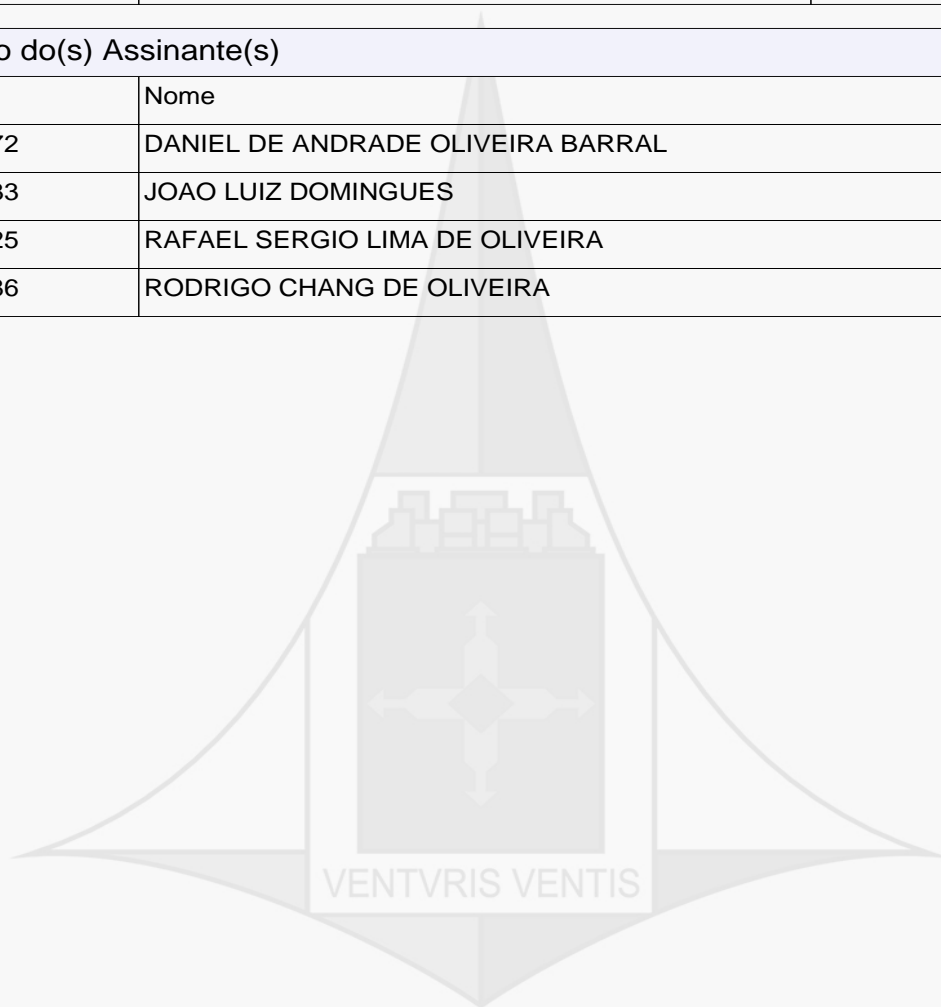 o do(s) Assinante(s)
Nome
72 DANIEL DE ANDRADE OLIVEIRA BARRAL
33 JOAO LUIZ DOMINGUES
25 RAFAEL SERGIO LIMA DE OLIVEIRA
36 RODRIGO CHANG DE OLIVEIRA
VENTVRIS VENTIS